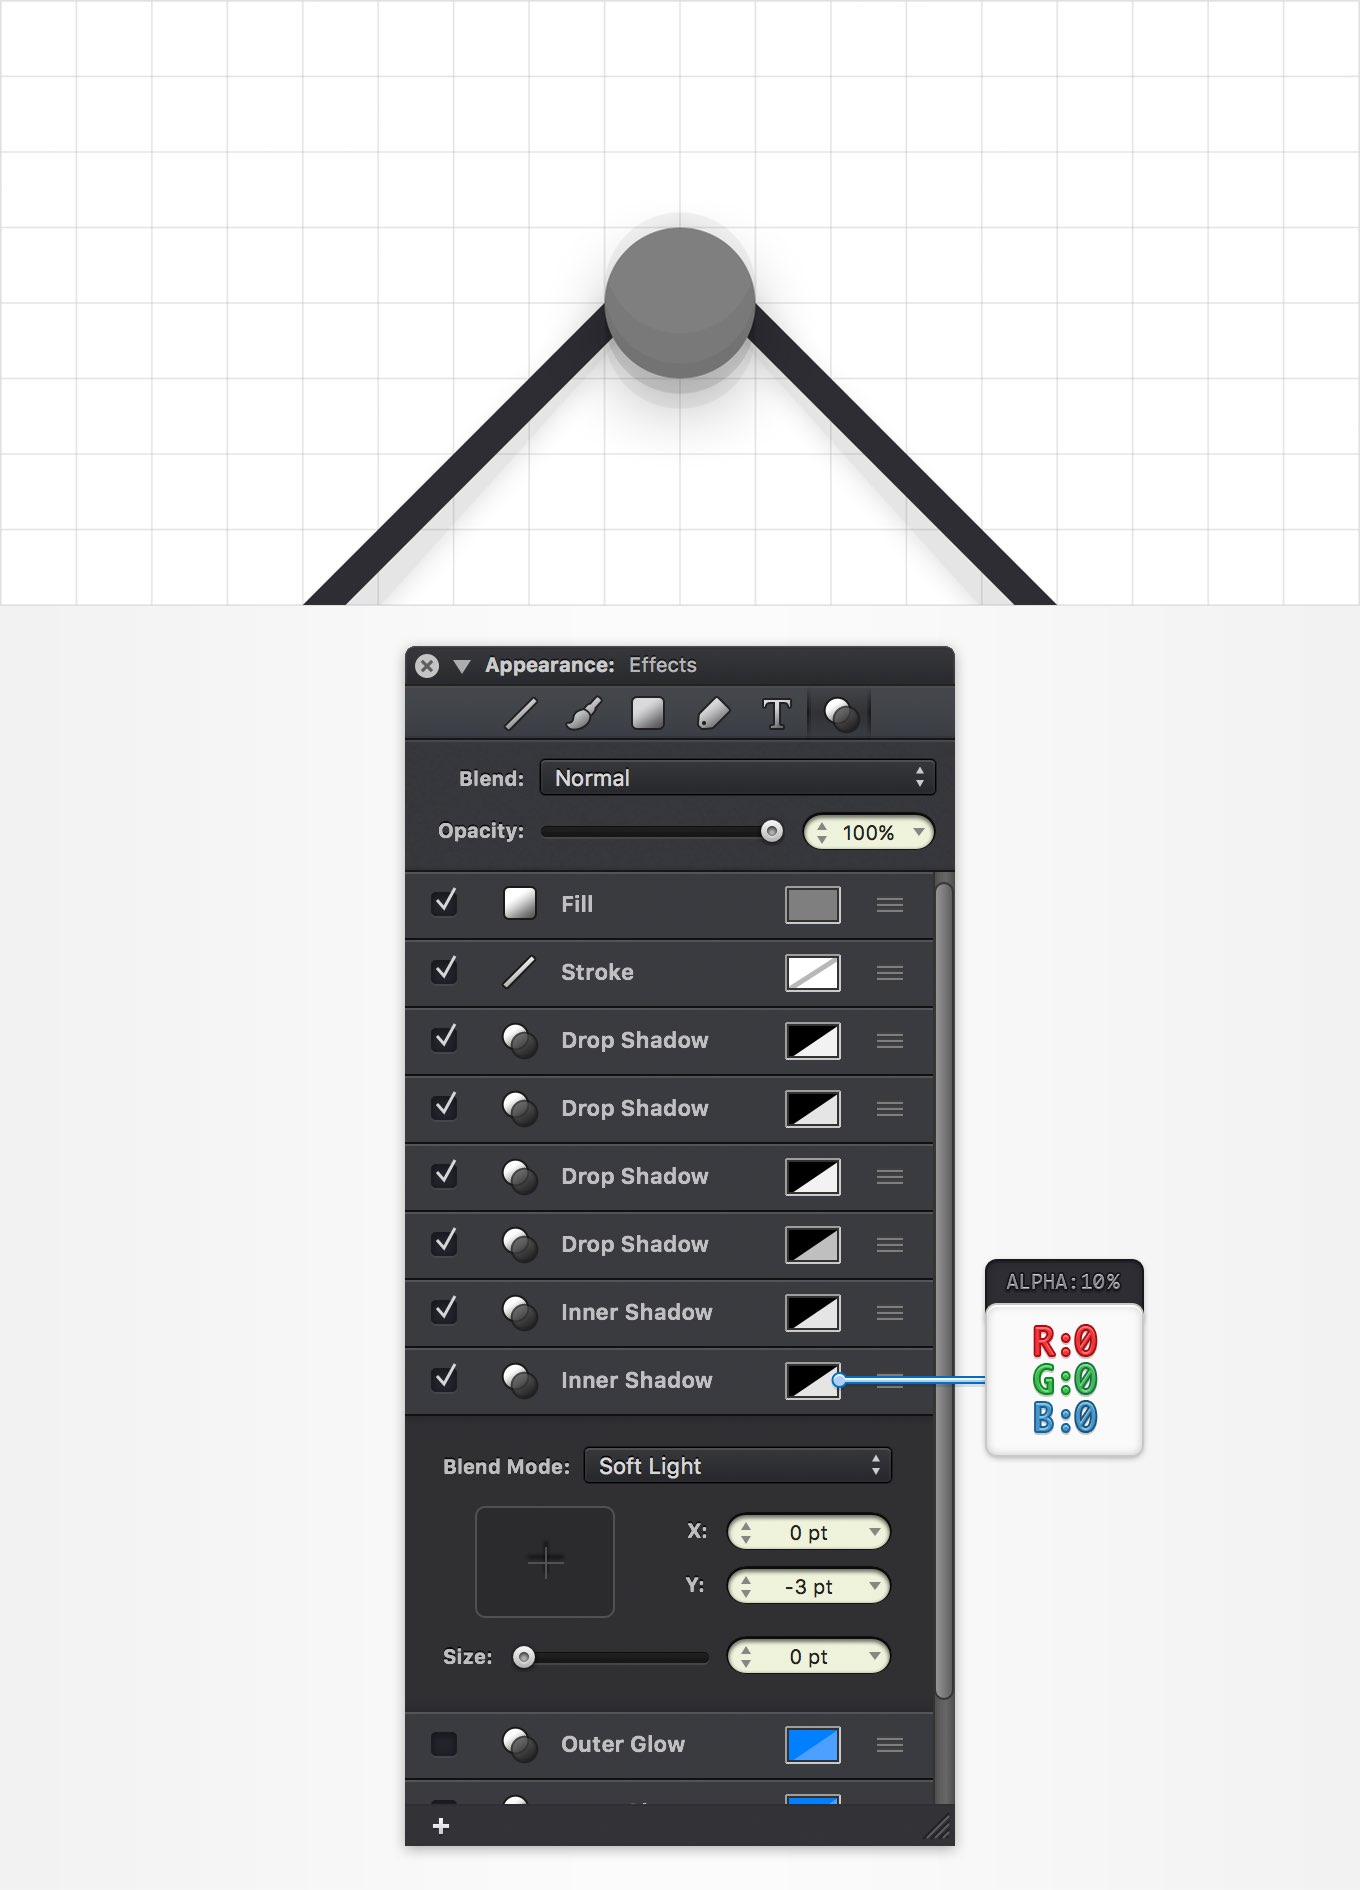 Appearance: Effects
T
Blend: Normal
Opacity: 100%
Fill
Stroke
Drop Shadow
Drop Shadow
Drop Shadow
Drop Shadow
Inner Shadow
Inner Shadow
ALPHA:10%
R:0
G:0
B:0
Blend Mode: Soft Light
X: 0 pt
Y: -3 pt
Size: 0 pt
Outer Glow